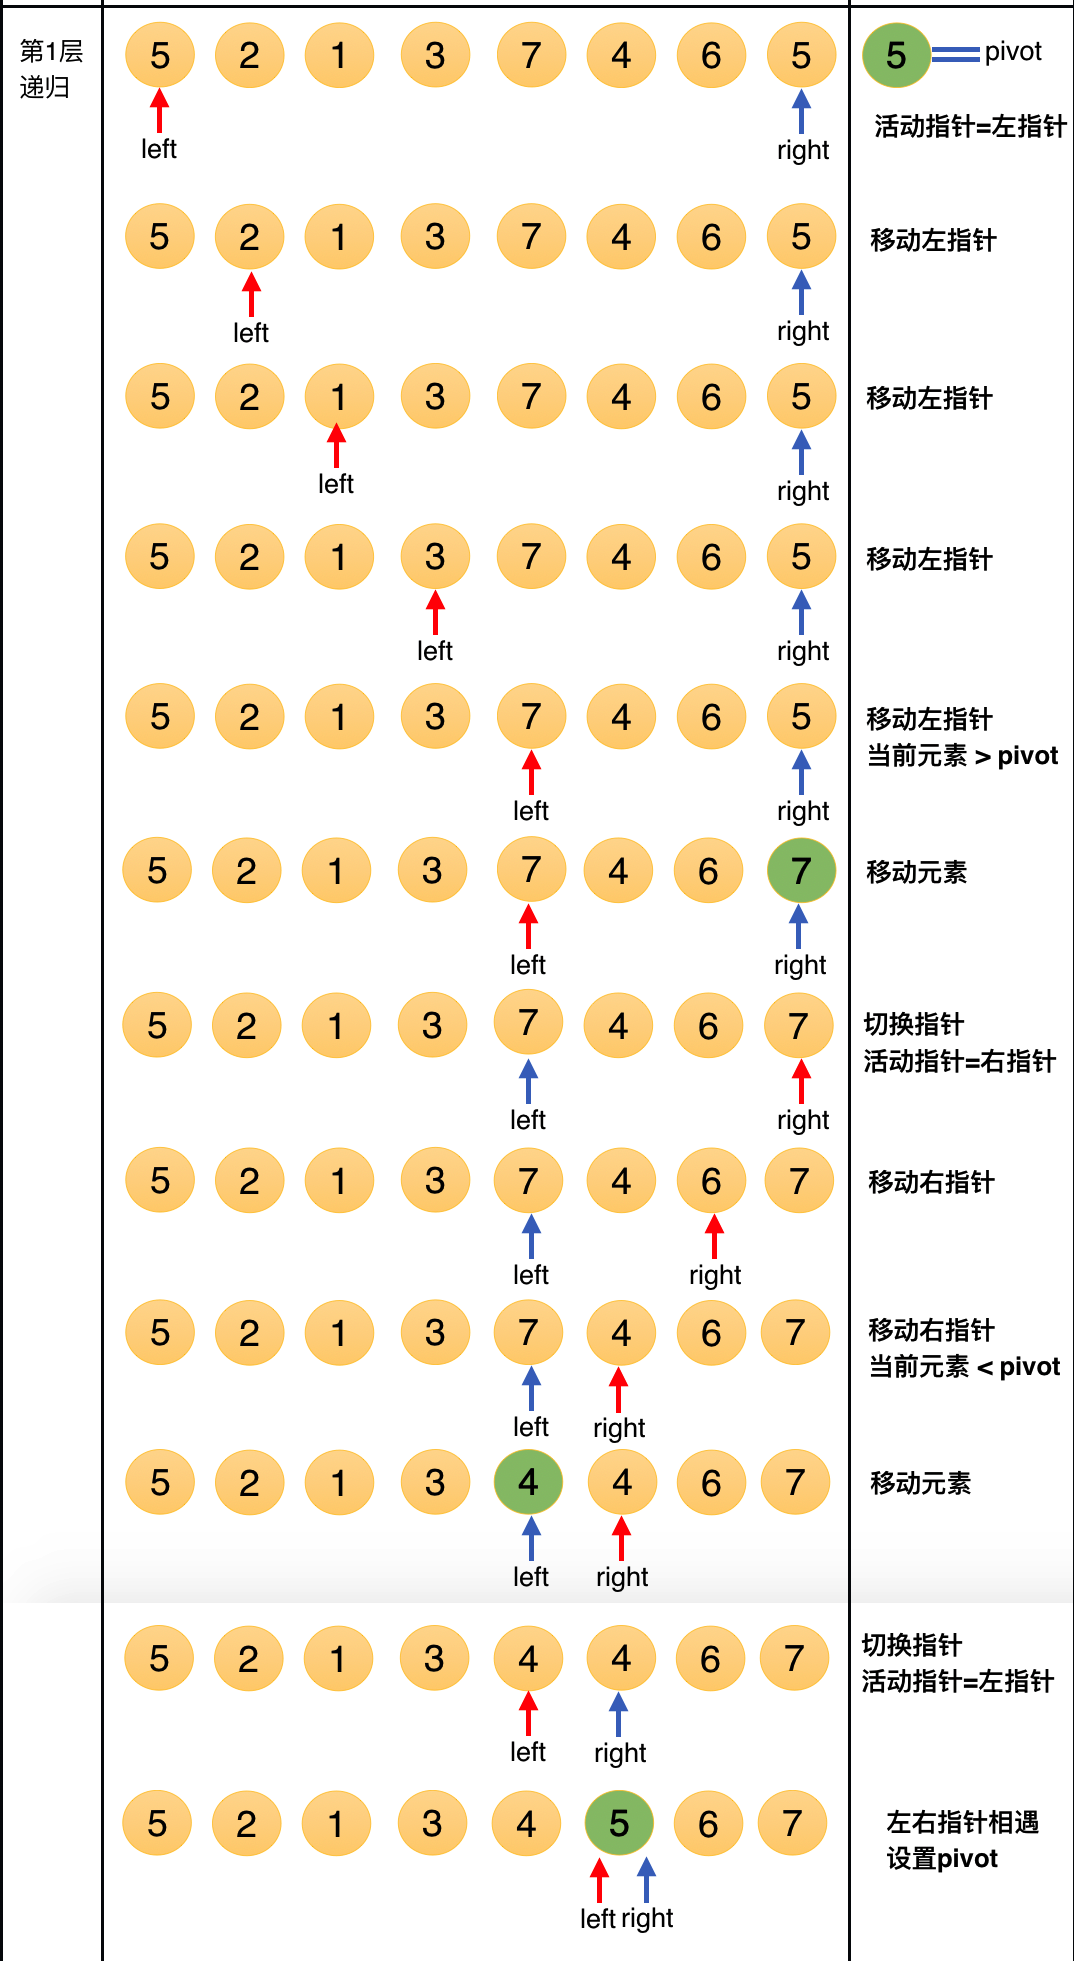 第1层
递归
5 2 1 3 7 4 6 5 5 pivot
活动指针=左指针
left right
5 2 1 3 7 4 6 5 移动左指针
left right
5 2 1 3 7 4 6 5 移动左指针
left right
5 2 1 3 7 4 6 5 移动左指针
left right
5 2 1 3 7 4 6 5 移动左指针
当前元素 > pivot
left right
5 2 1 3 7 4 6 7 移动元素
left right
5 2 1 3 7 4 6 7 切换指针
活动指针=右指针
left right
5 2 1 3 7 4 6 7 移动右指针
left right
5 2 1 3 7 4 6 7 移动右指针
当前元素 < pivot
left right
5 2 1 3 4 4 6 7 移动元素
left right
5 2 1 3 4 4 6 7 切换指针
活动指针=左指针
left right
5 2 1 3 4 5 6 7 左右指针相遇
设置pivot
left right